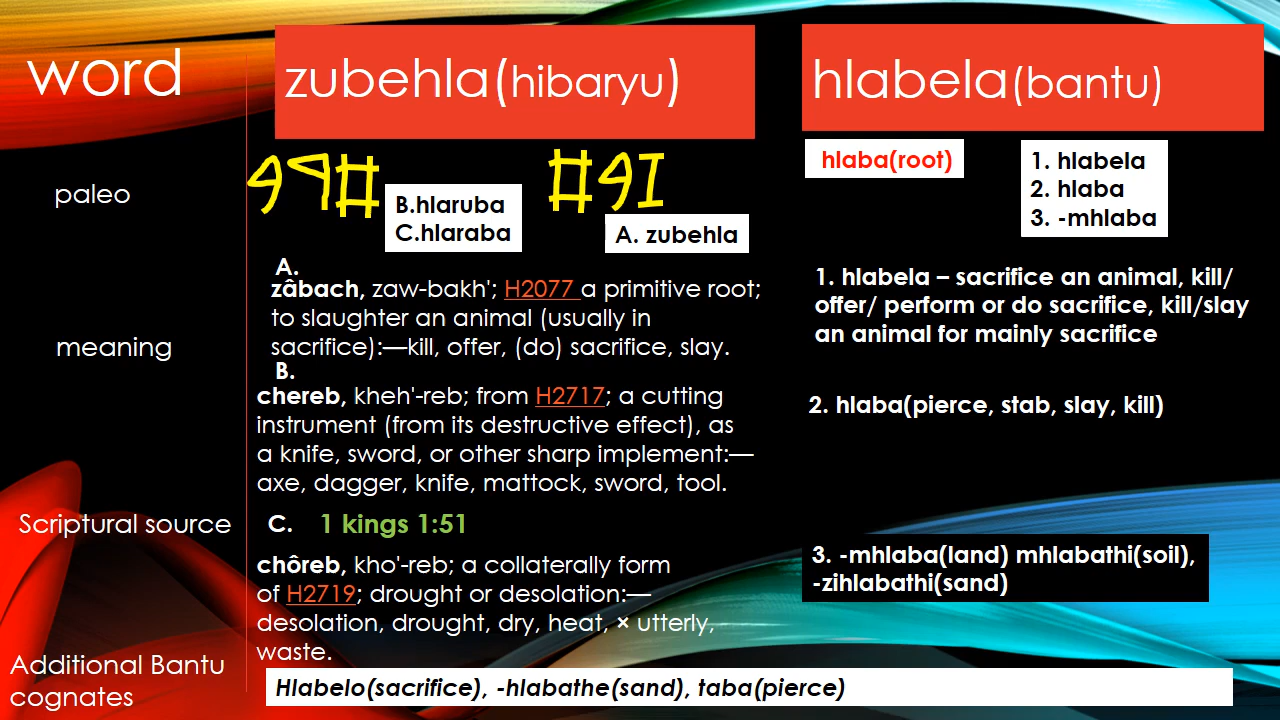 word
zubehla(hibaryu)
hlabela(bantu)
paleo
𐤇𐤓𐤁
B.hlaruba
C.hlaraba
𐤆𐤁𐤇
A. zubehla
hlaba(root)
1. hlabela
2. hlaba
3. -mhlaba
meaning
A.
zâbach, zaw-bakh'; H2077 a primitive root;
to slaughter an animal (usually in
sacrifice):—kill, offer, (do) sacrifice, slay.
B.
chereb, kheh'-reb; from H2717; a cutting
instrument (from its destructive effect), as
a knife, sword, or other sharp implement:—
axe, dagger, knife, mattock, sword, tool.
1. hlabela – sacrifice an animal, kill/
offer/ perform or do sacrifice, kill/slay
an animal for mainly sacrifice
2. hlaba(pierce, stab, slay, kill)
Scriptural source
C. 1 kings 1:51
chôreb, kho'-reb; a collaterally form
of H2719; drought or desolation:—
desolation, drought, dry, heat, × utterly,
waste.
3. -mhlaba(land) mhlabathi(soil),
-zihlabathi(sand)
Additional Bantu
cognates
Hlabelo(sacrifice), -hlabathe(sand), taba(pierce)